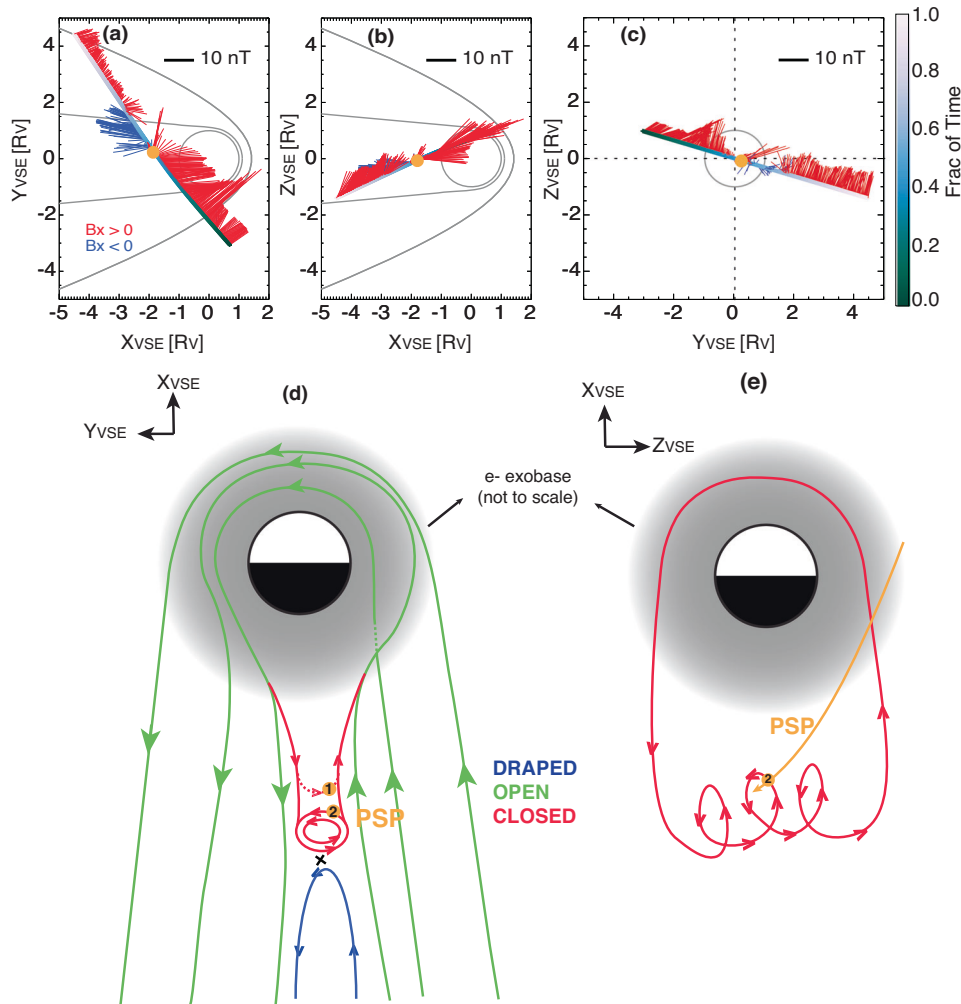 (a)
10 nT
Bx > 0
Bx < 0
YVSE [RV]
4
2
0
-2
-4
-5 -4 -3 -2 -1 0 1 2
XVSE [RV]
(b)
10 nT
ZVSE [RV]
4
2
0
-2
-4
-5 -4 -3 -2 -1 0 1 2
XVSE [RV]
(c)
10 nT
ZVSE [RV]
4
2
0
-2
-4
-4 -2 0 2 4
YVSE [RV]
1.0
0.8
0.6
0.4
0.2
0.0
Frac of Time
(d)
XVSE
YVSE
e- exobase
(not to scale)
1
2
PSP
DRAPED
OPEN
CLOSED
(e)
XVSE
ZVSE
PSP
2